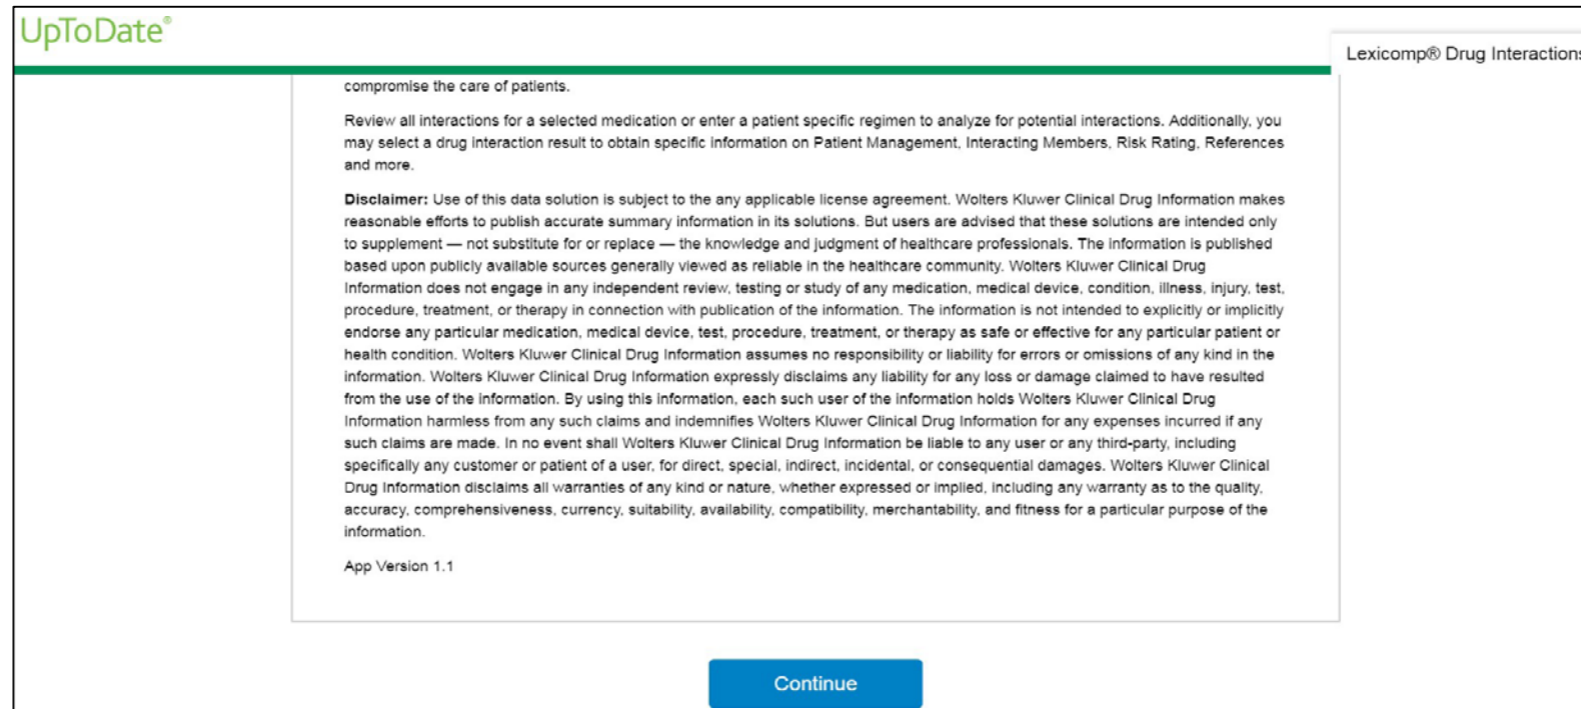 UpToDate®
Lexicomp® Drug Interactions
compromise the care of patients.
Review all interactions for a selected medication or enter a patient specific regimen to analyze for potential interactions. Additionally, you
may select a drug interaction result to obtain specific information on Patient Management, Interacting Members, Risk Rating, References
and more.
Disclaimer: Use of this data solution is subject to the any applicable license agreement. Wolters Kluwer Clinical Drug Information makes
reasonable efforts to publish accurate summary information in its solutions. But users are advised that these solutions are intended only
to supplement — not substitute for or replace — the knowledge and judgment of healthcare professionals. The information is published
based upon publicly available sources generally viewed as reliable in the healthcare community. Wolters Kluwer Clinical Drug
Information does not engage in any independent review, testing or study of any medication, medical device, condition, illness, injury, test,
procedure, treatment, or therapy in connection with publication of the information. The information is not intended to explicitly or implicitly
endorse any particular medication, medical device, test, procedure, treatment, or therapy as safe or effective for any particular patient or
health condition. Wolters Kluwer Clinical Drug Information assumes no responsibility or liability for errors or omissions of any kind in the
information. Wolters Kluwer Clinical Drug Information expressly disclaims any liability for any loss or damage claimed to have resulted
from the use of the information. By using this information, each such user of the information holds Wolters Kluwer Clinical Drug
Information harmless from any such claims and indemnifies Wolters Kluwer Clinical Drug Information for any expenses incurred if any
such claims are made. In no event shall Wolters Kluwer Clinical Drug Information be liable to any user or any third-party, including
specifically any customer or patient of a user, for direct, special, indirect, incidental, or consequential damages. Wolters Kluwer Clinical
Drug Information disclaims all warranties of any kind or nature, whether expressed or implied, including any warranty as to the quality,
accuracy, comprehensiveness, currency, suitability, availability, compatibility, merchantability, and fitness for a particular purpose of the
information.
App Version 1.1
Continue